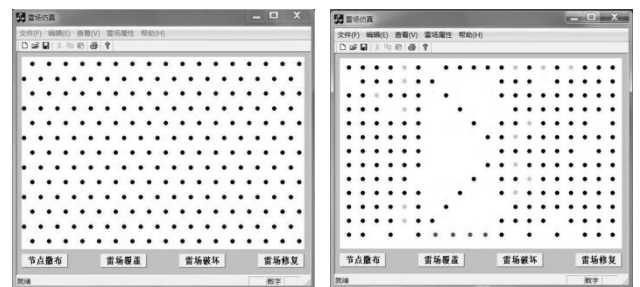 雷场仿真
文件(F) 编辑(E) 查看(V) 雷场属性 帮助(H)
节点撒布 雷场覆盖 雷场破坏 雷场修复
就绪 数字
雷场仿真
文件(F) 编辑(E) 查看(V) 雷场属性 帮助(H)
节点撒布 雷场覆盖 雷场破坏 雷场修复
就绪 数字